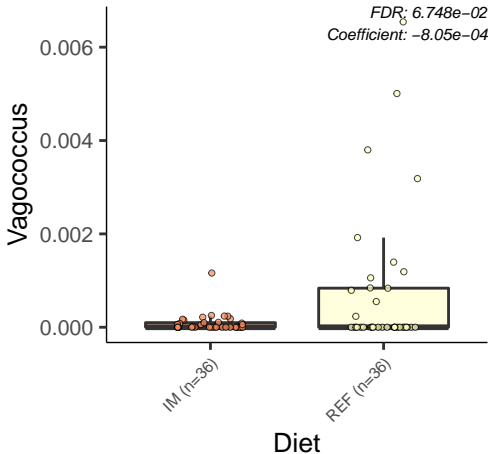 FDR: 6.748e−02
Coefficient: −8.05e−04
0.006
0.004
0.002
0.000
Vagococcus
IM (n=36)
REF (n=36)
Diet